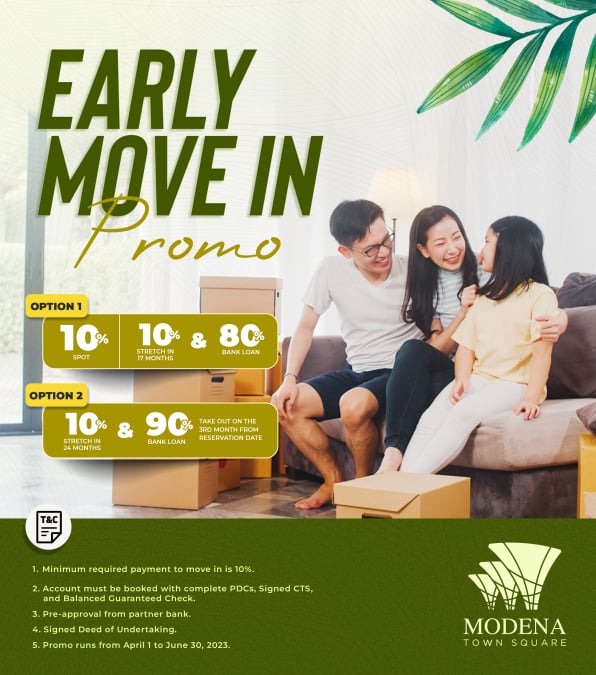 EARLY
MOVE IN
Promo
OPTION 1
10%
SPOT
10%
STRETCH IN
17 MONTHS
&
80%
BANK LOAN
OPTION 2
10%
STRETCH IN
24 MONTHS
&
90%
BANK LOAN
TAKE OUT ON THE
3RD MONTH FROM
RESERVATION DATE
T&C
1. Minimum required payment to move in is 10%.
2. Account must be booked with complete PDCs, Signed CTS,
and Balanced Guaranteed Check.
3. Pre-approval from partner bank.
4. Signed Deed of Undertaking.
5. Promo runs from April 1 to June 30, 2023.
MODENA
TOWN SQUARE